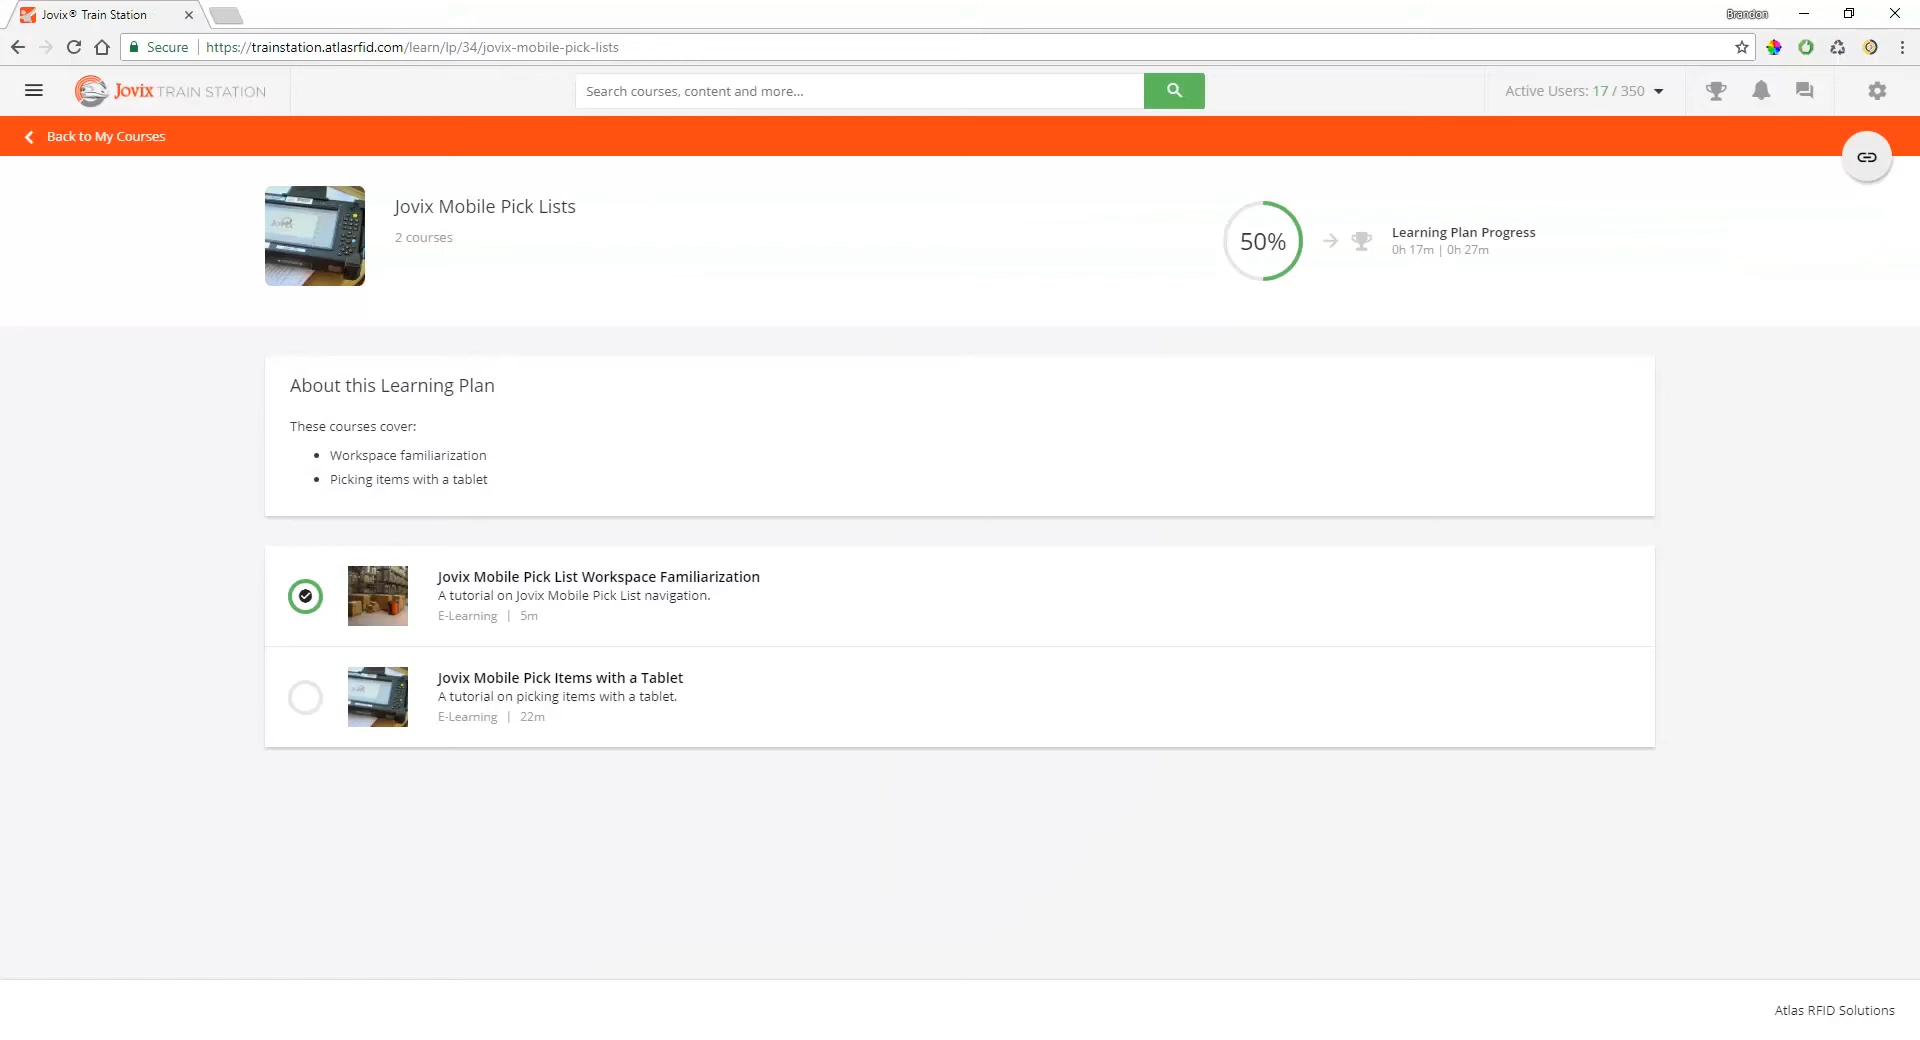 Jovix® Train Station
Brandon
Secure | https://trainstation.atlasrfid.com/learn/lp/34/jovix-mobile-pick-lists
Jovix TRAIN STATION
Search courses, content and more...
Active Users: 17 / 350
Back to My Courses
Jovix Mobile Pick Lists
2 courses
50%
Learning Plan Progress
0h 17m | 0h 27m
About this Learning Plan
These courses cover:
• Workspace familiarization
• Picking items with a tablet
Jovix Mobile Pick List Workspace Familiarization
A tutorial on Jovix Mobile Pick List navigation.
E-Learning | 5m
Jovix Mobile Pick Items with a Tablet
A tutorial on picking items with a tablet.
E-Learning | 22m
Atlas RFID Solutions